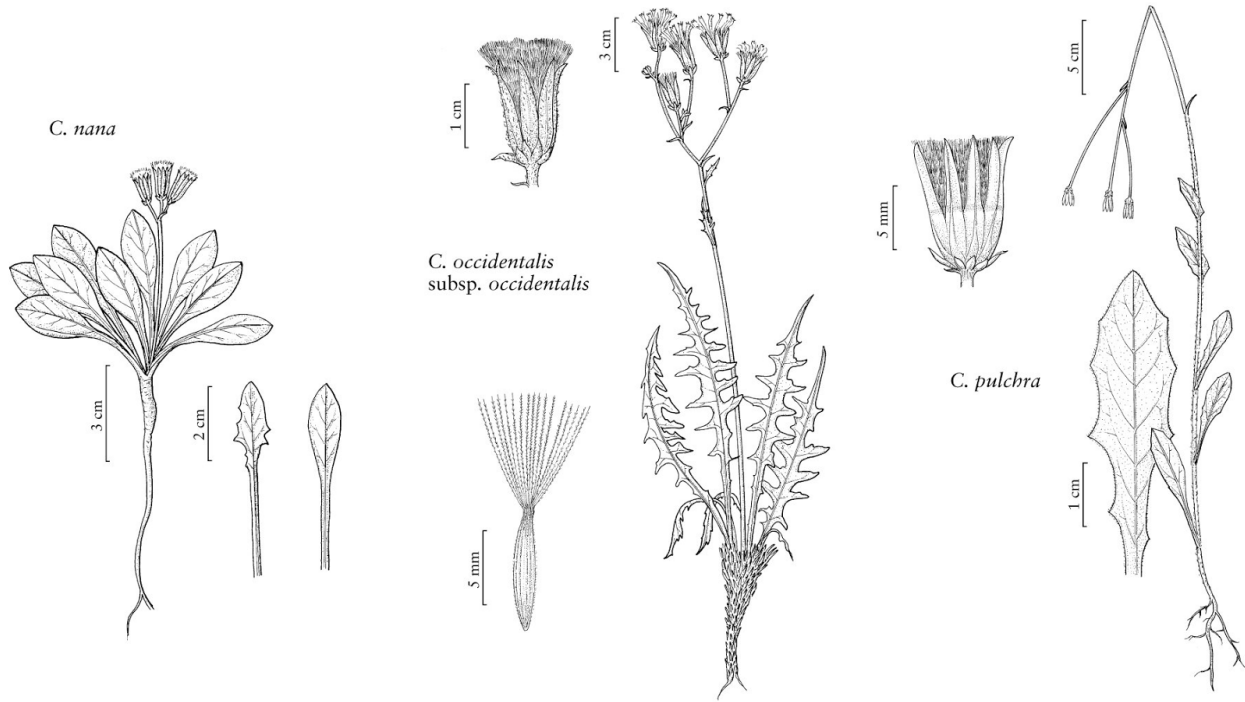 C. nana
3 cm
2 cm
1 cm
C. occidentalis
subsp. occidentalis
5 mm
3 cm
5 mm
C. pulchra
1 cm
5 cm